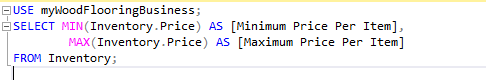 USE myWoodFlooringBusiness;
SELECT MIN(Inventory.Price) AS [Minimum Price Per Item],
MAX(Inventory.Price) AS [Maximum Price Per Item]
FROM Inventory;